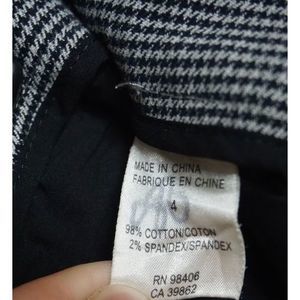 MADE IN CHINA
FABRIQUE EN CHINE
4
98% COTTON/COTON
2% SPANDEX/SPANDEX
RN 98406
CA 39862